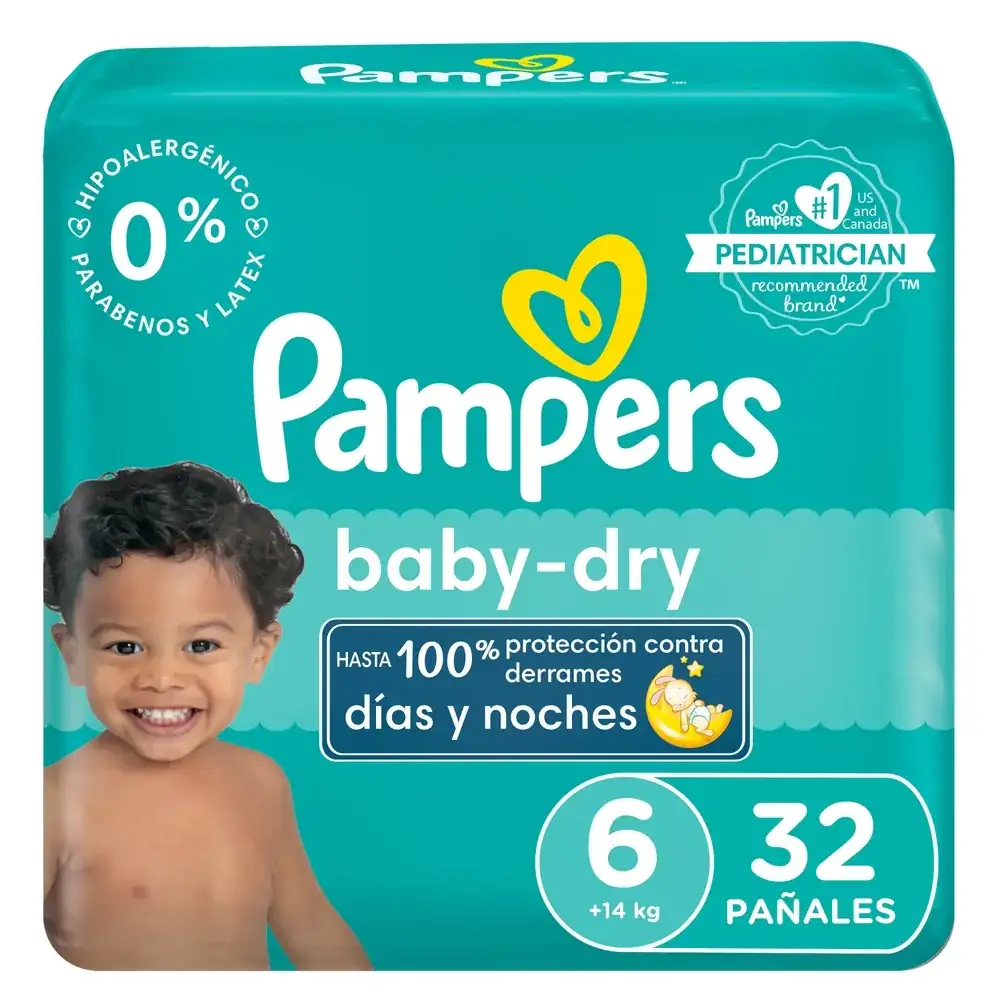 Pampers
HIPOALERGÉNICO
0%
PARABENOS Y LATEX
Pampers #1 US and Canada
PEDIATRICIAN
recommended
brand
TM
Pampers
baby-dry
HASTA 100% protección contra
derrames
días y noches
6
+14 kg
32
PAÑALES